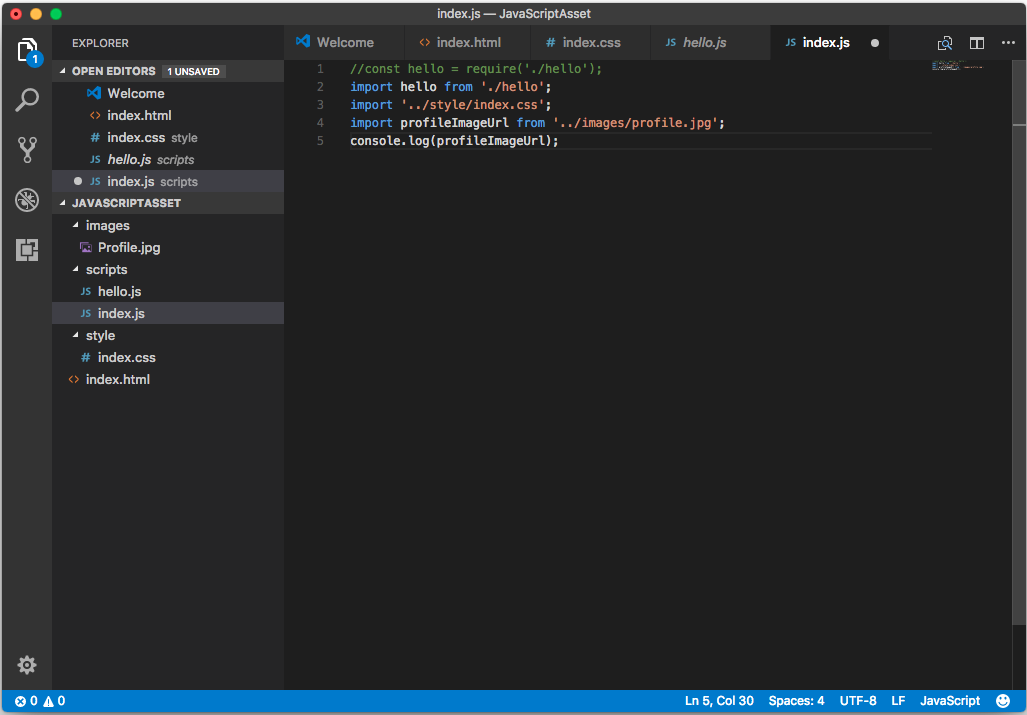 index.js — JavaScriptAsset
EXPLORER
OPEN EDITORS 1 UNSAVED
Welcome
index.html
index.css style
JS hello.js scripts
JS index.js scripts
JAVASCRIPTASSET
images
Profile.jpg
scripts
JS hello.js
JS index.js
style
# index.css
<> index.html
1
Welcome <> index.html # index.css JS hello.js JS index.js
1 //const hello = require('./hello');
2 import hello from './hello';
3 import '../style/index.css';
4 import profileImageUrl from '../images/profile.jpg';
5 console.log(profileImageUrl);
0 0 Ln 5, Col 30 Spaces: 4 UTF-8 LF JavaScript